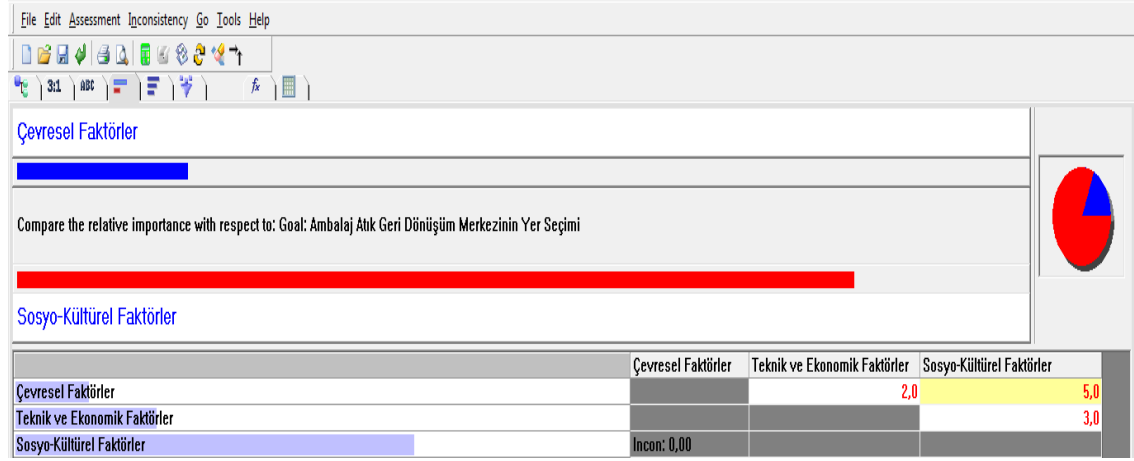 File Edit Assessment Inconsistency Go Tools Help
3:1 ABC fx
Çevresel Faktörler
Compare the relative importance with respect to: Goal: Ambalaj Atık Geri Dönüşüm Merkezinin Yer Seçimi
Sosyo-Kültürel Faktörler
Çevresel Faktörler Teknik ve Ekonomik Faktörler Sosyo-Kültürel Faktörler
Çevresel Faktörler 2,0 5,0
Teknik ve Ekonomik Faktörler 3,0
Sosyo-Kültürel Faktörler Incon: 0,00